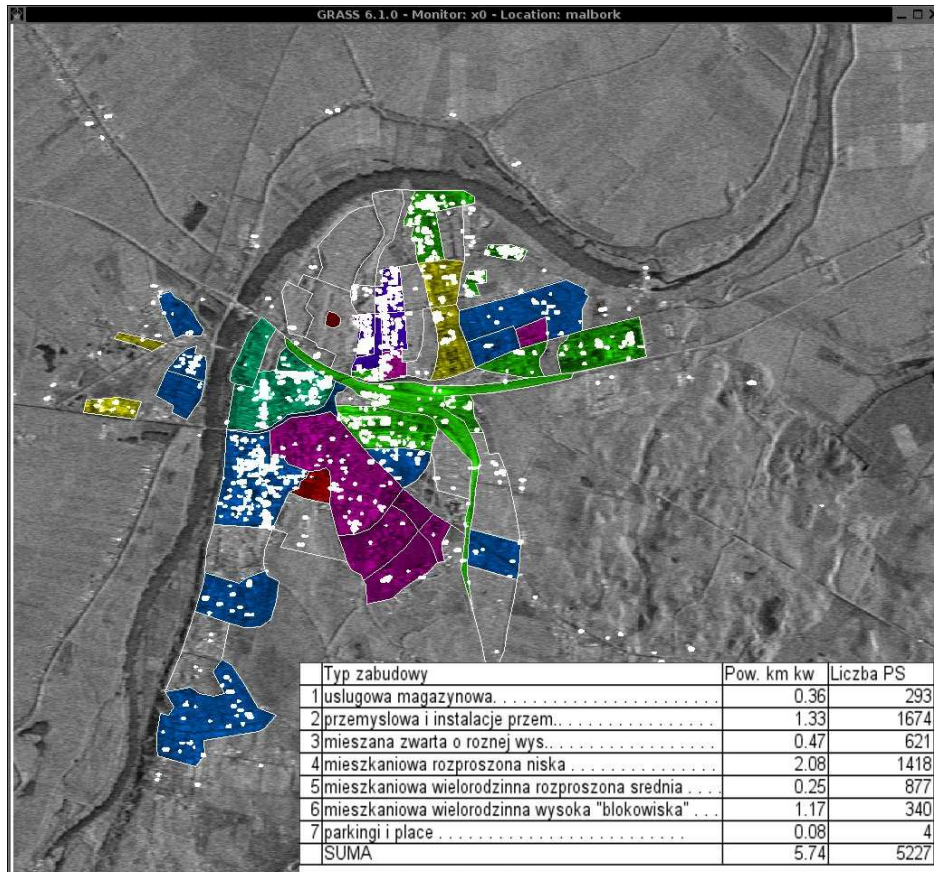 GRASS 6.1.0 - Monitor: x0 - Location: malbork
Typ zabudowy Pow. km kw Liczba PS
1 uslugowa magazynowa. . . . . . . . . . . . . . . . . . . . . . . . 0.36 293
2 przemyslowa i instalacje przem.. . . . . . . . . . . . . . . . . 1.33 1674
3 mieszana zwarta o roznej wys.. . . . . . . . . . . . . . . . . . 0.47 621
4 mieszkaniowa rozproszona niska . . . . . . . . . . . . . . . 2.08 1418
5 mieszkaniowa wielorodzinna rozproszona srednia . . . . 0.25 877
6 mieszkaniowa wielorodzinna wysoka "blokowiska" . . . 1.17 340
7 parkingi i place . . . . . . . . . . . . . . . . . . . . . . . . . 0.08 4
SUMA 5.74 5227